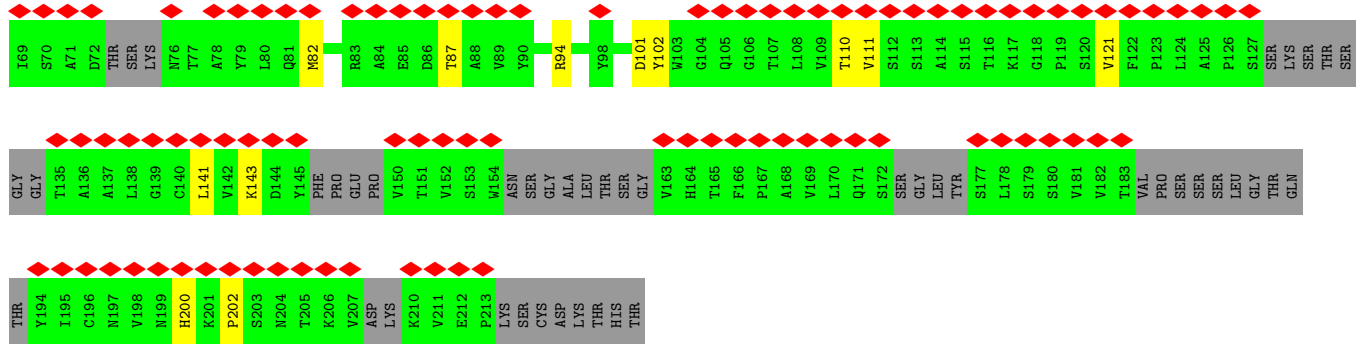 I69 S70 A71 D72 THR SER LYS N76 T77 A78 Y79 L80 Q81 M82 R83 A84 E85 D86 T87 A88 V89 Y90 R94 Y98 D101 Y102 W103 G104 Q105 G106 T107 L108 V109 T110 V111 S112 S113 A114 S115 T116 K117 G118 P119 S120 V121 F122 P123 L124 A125 P126 S127 SER LYS SER THR SER
GLY GLY T135 A136 A137 L138 G139 C140 L141 V142 K143 D144 Y145 PHE PRO GLU PRO V150 T151 V152 S153 W154 ASN SER GLY ALA LEU THR SER GLY V163 H164 T165 F166 P167 A168 V169 L170 Q171 S172 SER GLY LEU TYR S177 L178 S179 S180 V181 V182 T183 VAL PRO SER SER SER LEU GLY THR GLN
THR Y194 I195 C196 N197 V198 N199 H200 K201 P202 S203 N204 T205 K206 V207 ASP LYS K210 V211 E212 P213 LYS SER CYS ASP LYS THR HIS THR